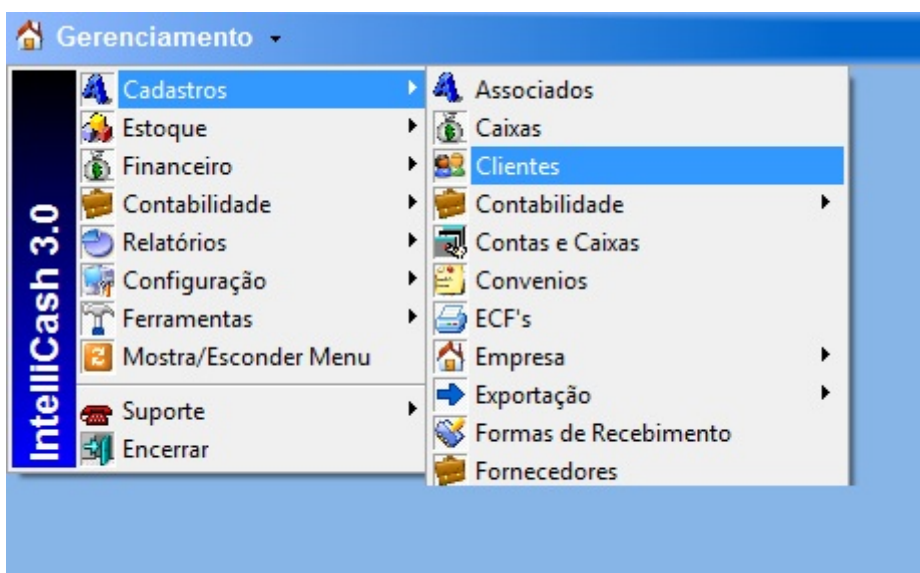 Gerenciamento
IntelliCash 3.0
Cadastros
Estoque
Financeiro
Contabilidade
Relatórios
Configuração
Ferramentas
Mostra/Esconder Menu
Suporte
Encerrar
Associados
Caixas
Clientes
Contabilidade
Contas e Caixas
Convenios
ECF's
Empresa
Exportação
Formas de Recebimento
Fornecedores